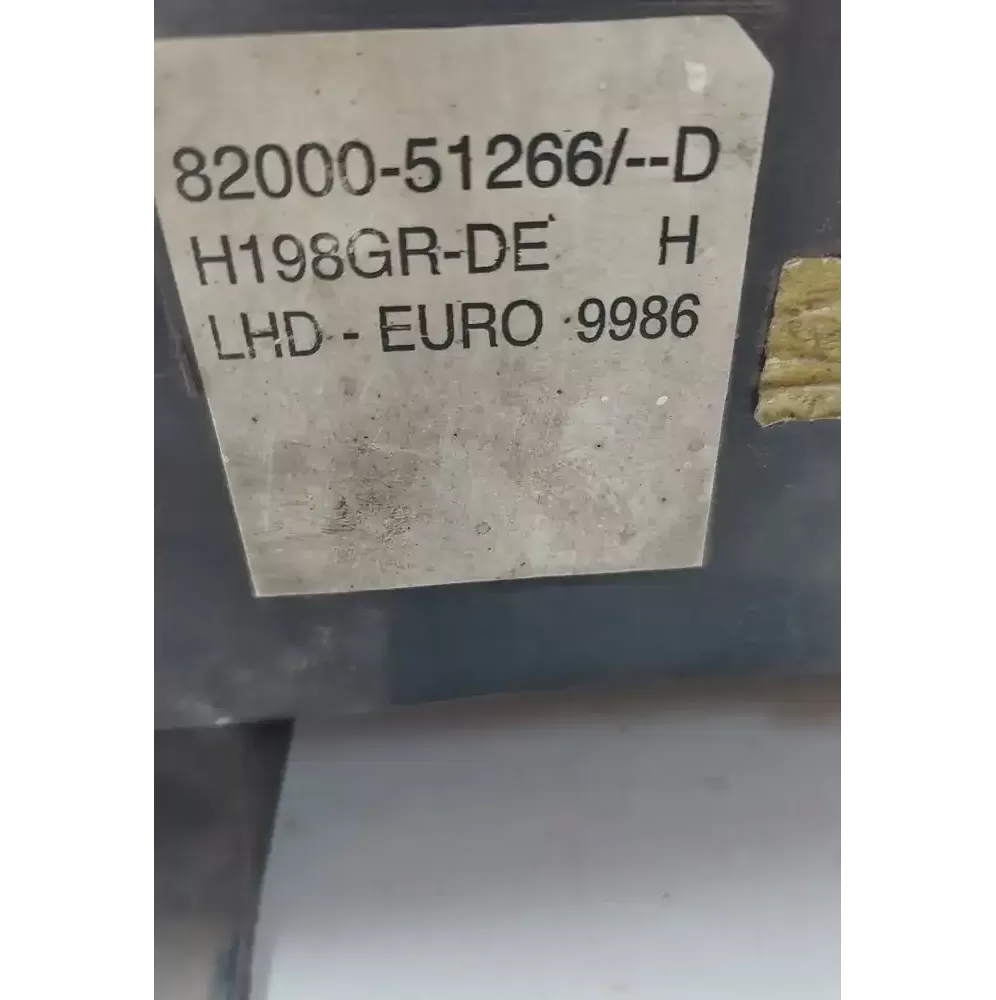 82000-51266/--D
H198GR-DE H
LHD - EURO 9986